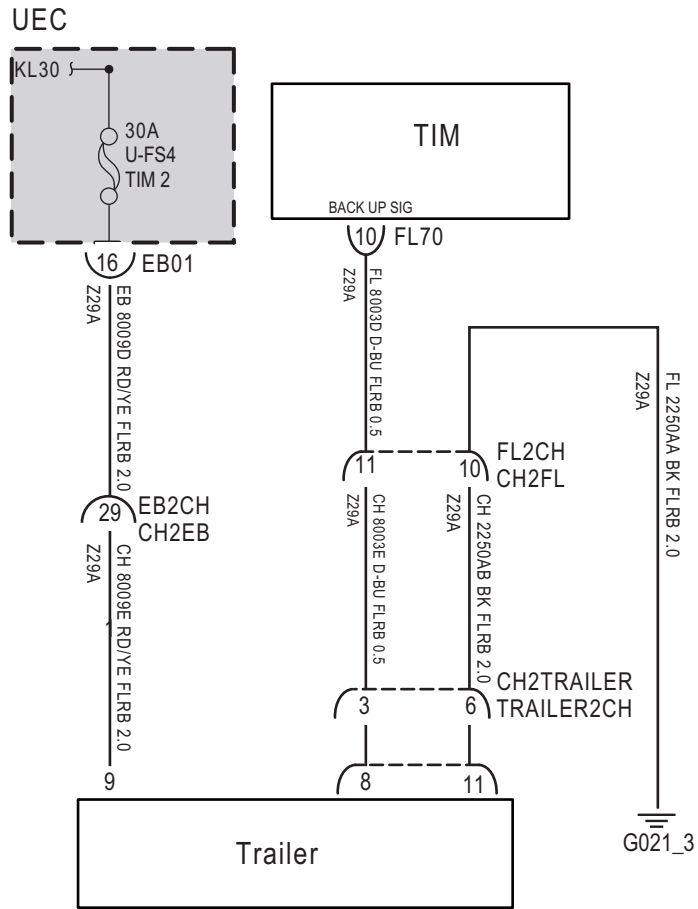 UEC
KL30
30A
U-FS4
TIM 2
TIM
BACK UP SIG
16 EB01
10 FL70
EB 8009D RD/YE FLRB 2.0
Z29A
FL 8003D D-BU FLRB 0.5
Z29A
FL 2250AA BK FLRB 2.0
Z29A
11 10 FL2CH
CH2FL
29 EB2CH
CH2EB
CH 8009E RD/YE FLRB 2.0
Z29A
CH 8003E D-BU FLRB 0.5
Z29A
CH 2250AB BK FLRB 2.0
Z29A
3 6 CH2TRAILER
TRAILER2CH
9 8 11
Trailer
G021_3